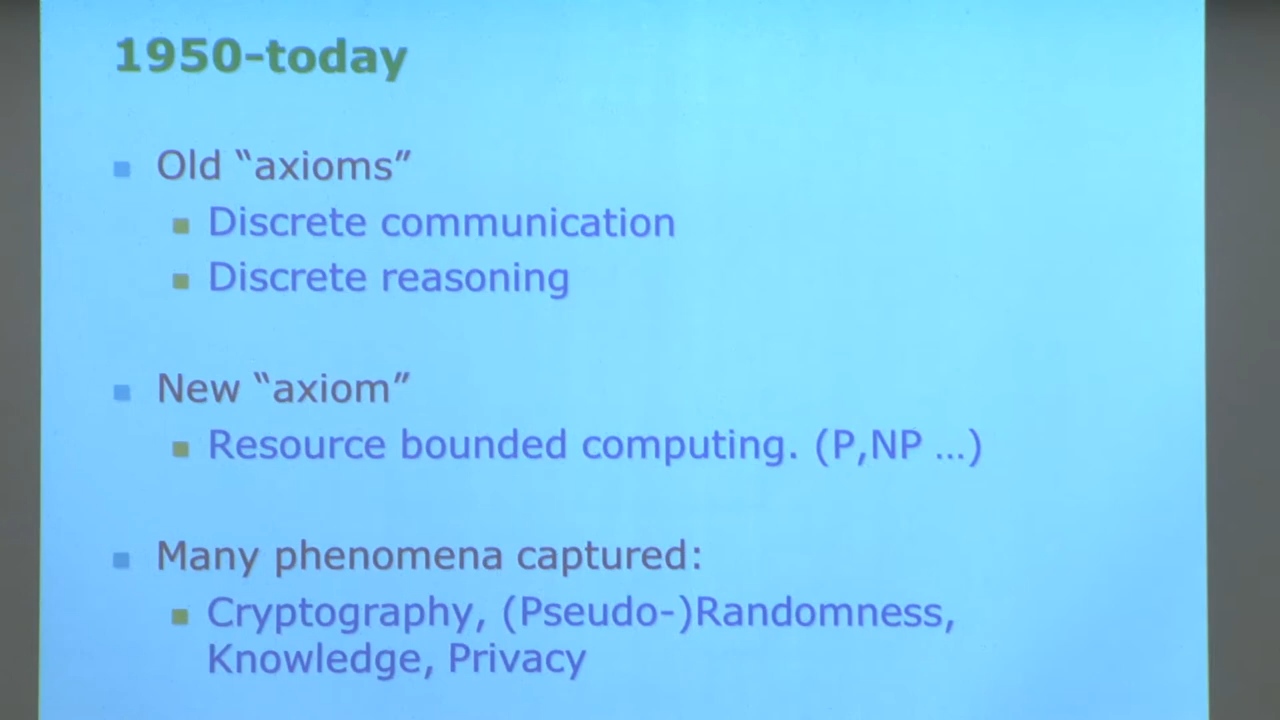 1950-today
Old “axioms”
Discrete communication
Discrete reasoning
New “axiom”
Resource bounded computing. (P,NP …)
Many phenomena captured:
Cryptography, (Pseudo-)Randomness,
Knowledge, Privacy